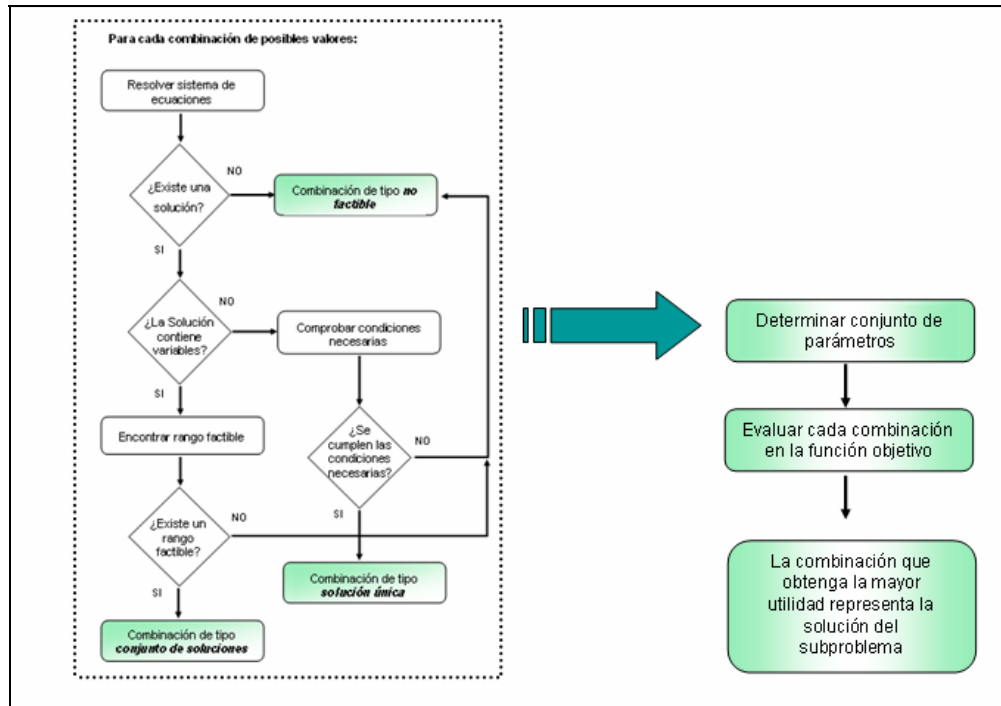 Para cada combinación de posibles valores:
Resolver sistema de
ecuaciones
¿Existe una
solución?
NO
Combinación de tipo no
factible
SI
¿La Solución
contiene
variables?
NO
Comprobar condiciones
necesarias
SI
Encontrar rango factible
¿Se
cumplen las
condiciones
necesarias?
NO
¿Existe un
rango
factible?
NO
SI
Combinación de tipo
solución única
SI
Combinación de tipo
conjunto de soluciones
Determinar conjunto de
parámetros
Evaluar cada combinación
en la función objetivo
La combinación que
obtenga la mayor
utilidad representa la
solución del
subproblema